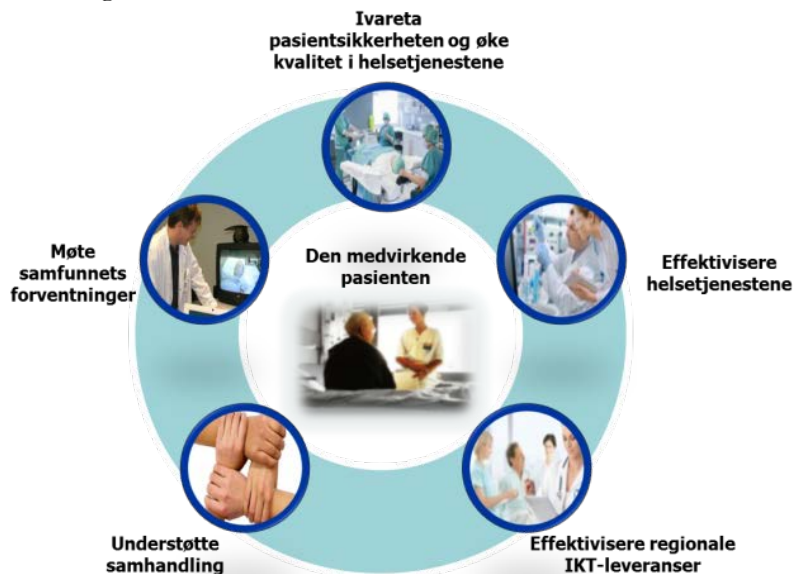 Ivareta
pasientsikkerheten og øke
kvalitet i helsetjenestene
Møte
samfunnets
forventninger
Den medvirkende
pasienten
Effektivisere
helsetjenestene
Understøtte
samhandling
Effektivisere regionale
IKT-leveranser